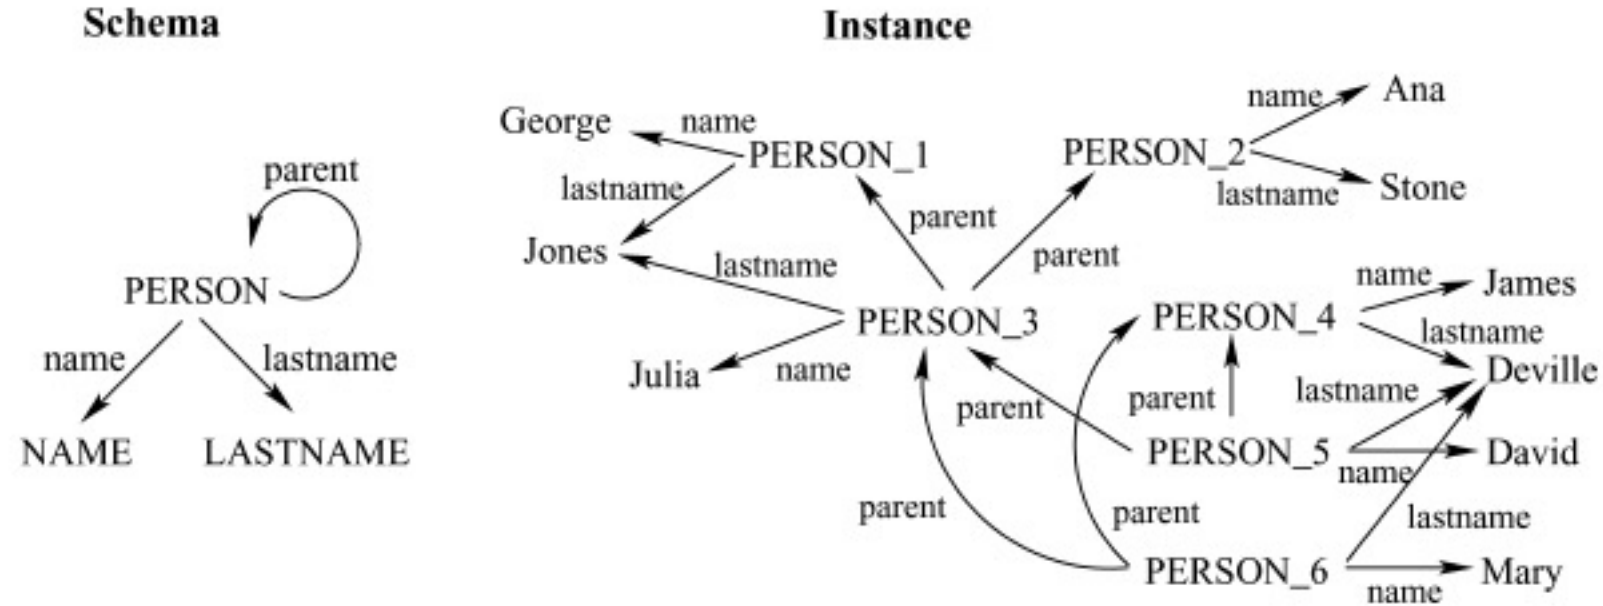 Schema
parent
PERSON
name
lastname
NAME
LASTNAME
Instance
George
name
PERSON_1
lastname
Jones
PERSON_2
name
Ana
lastname
Stone
parent
parent
lastname
PERSON_3
Julia
name
PERSON_4
name
James
lastname
Deville
parent
parent
lastname
PERSON_5
name
David
parent
parent
lastname
PERSON_6
name
Mary